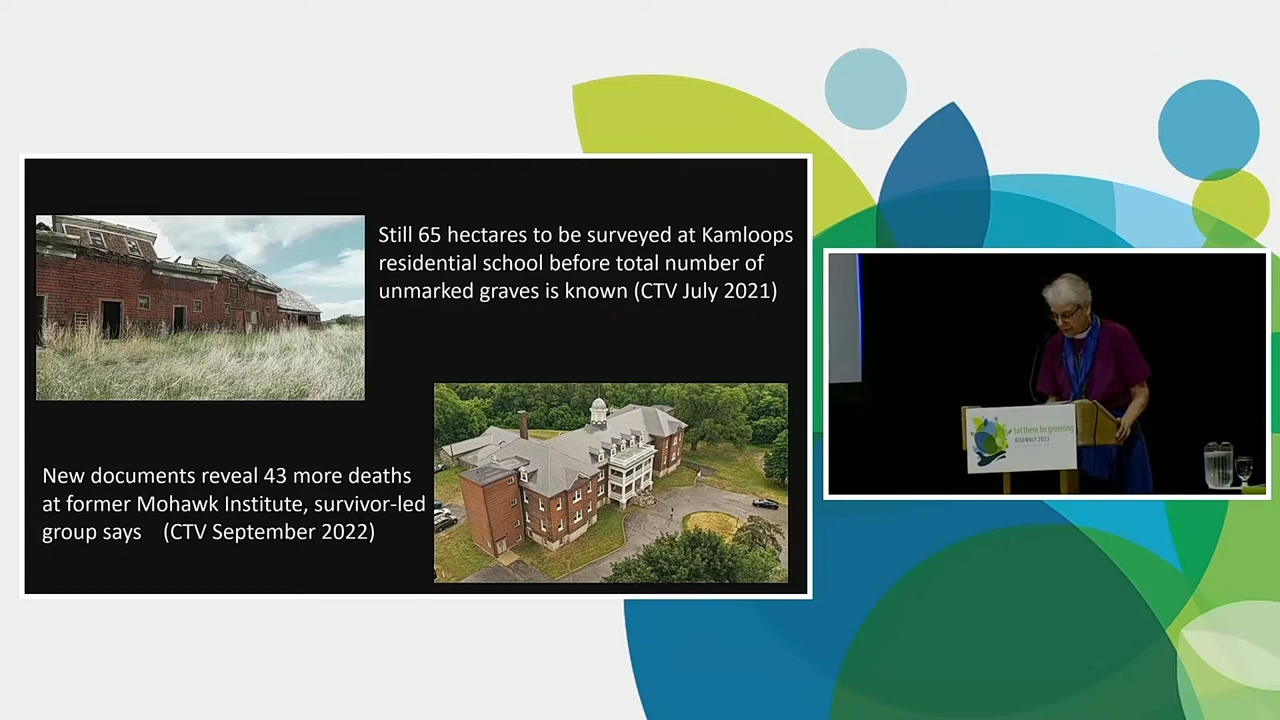 Still 65 hectares to be surveyed at Kamloops
residential school before total number of
unmarked graves is known (CTV July 2021)
New documents reveal 43 more deaths
at former Mohawk Institute, survivor-led
group says (CTV September 2022)
Let there be greening
ASSEMBLY 2023